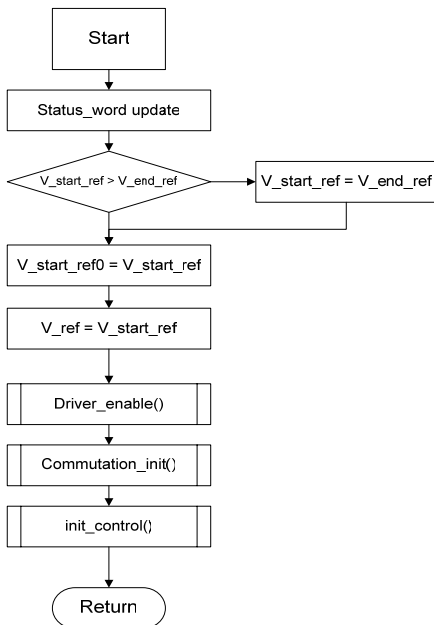 Start
Status_word update
V_start_ref > V_end_ref
V_start_ref = V_end_ref
V_start_ref0 = V_start_ref
V_ref = V_start_ref
Driver_enable()
Commutation_init()
init_control()
Return